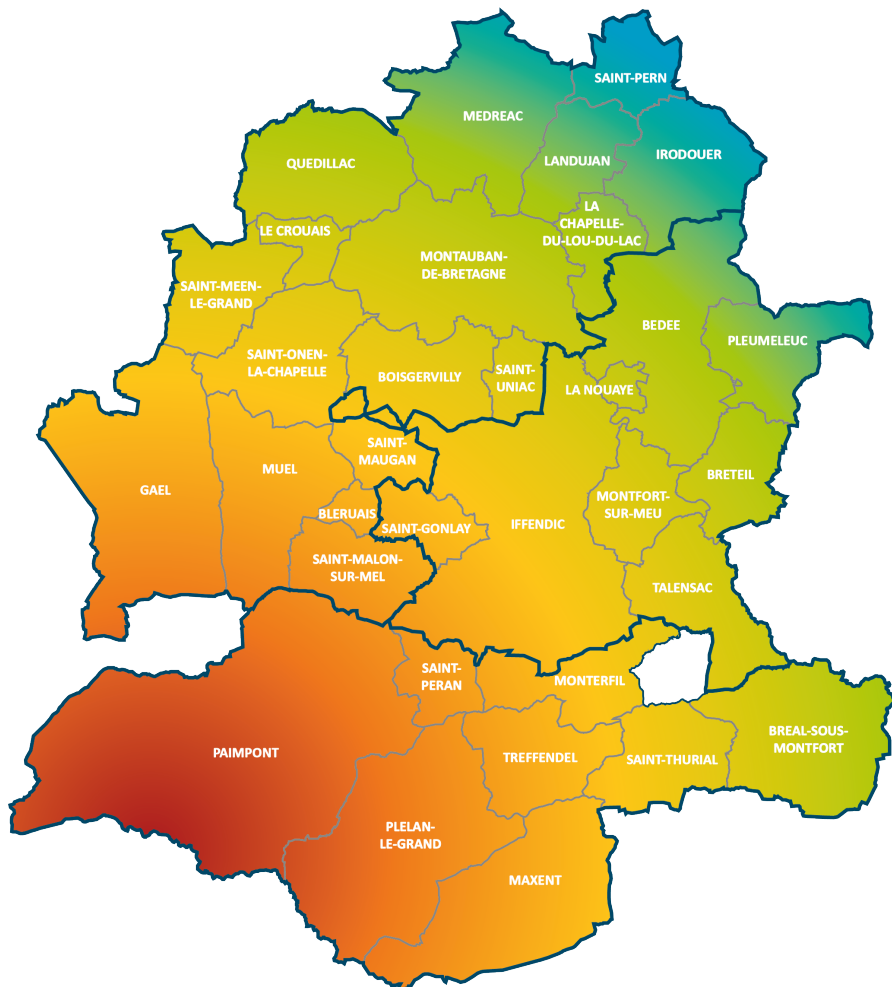 SAINT-PERN
MEDREAC
IRODOUER
LANDUJAN
QUEDILLAC
LA
CHAPELLE-
DU-LOU-DU-LAC
LE CROUAIS
MONTAUBAN-
DE-BRETAGNE
SAINT-MEEN-
LE-GRAND
BEDEE
PLEUMELEUC
SAINT-ONEN-
LA-CHAPELLE
BOISGERVILLY
SAINT-
UNIAC
LA NOUAYE
SAINT-
MAUGAN
GAEL
MUEL
BRETEIL
MONTFORT-
SUR-MEU
BLERUAIS
SAINT-GONLAY
IFFENDIC
SAINT-MALON-
SUR-MEL
TALENSAC
SAINT-
PERAN
MONTERFIL
PAIMPONT
TREFFENDEL
SAINT-THURIAL
BREAL-SOUS-
MONTFORT
PLELAN-
LE-GRAND
MAXENT